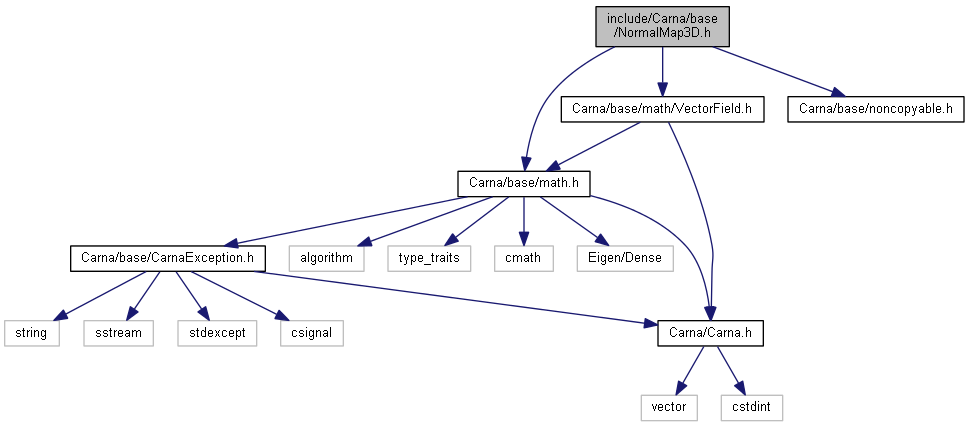 include/Carna/base
/NormalMap3D.h
Carna/base/math/VectorField.h
Carna/base/noncopyable.h
Carna/base/math.h
Carna/base/CarnaException.h
algorithm
type_traits
cmath
Eigen/Dense
string
sstream
stdexcept
csignal
Carna/Carna.h
vector
cstdint